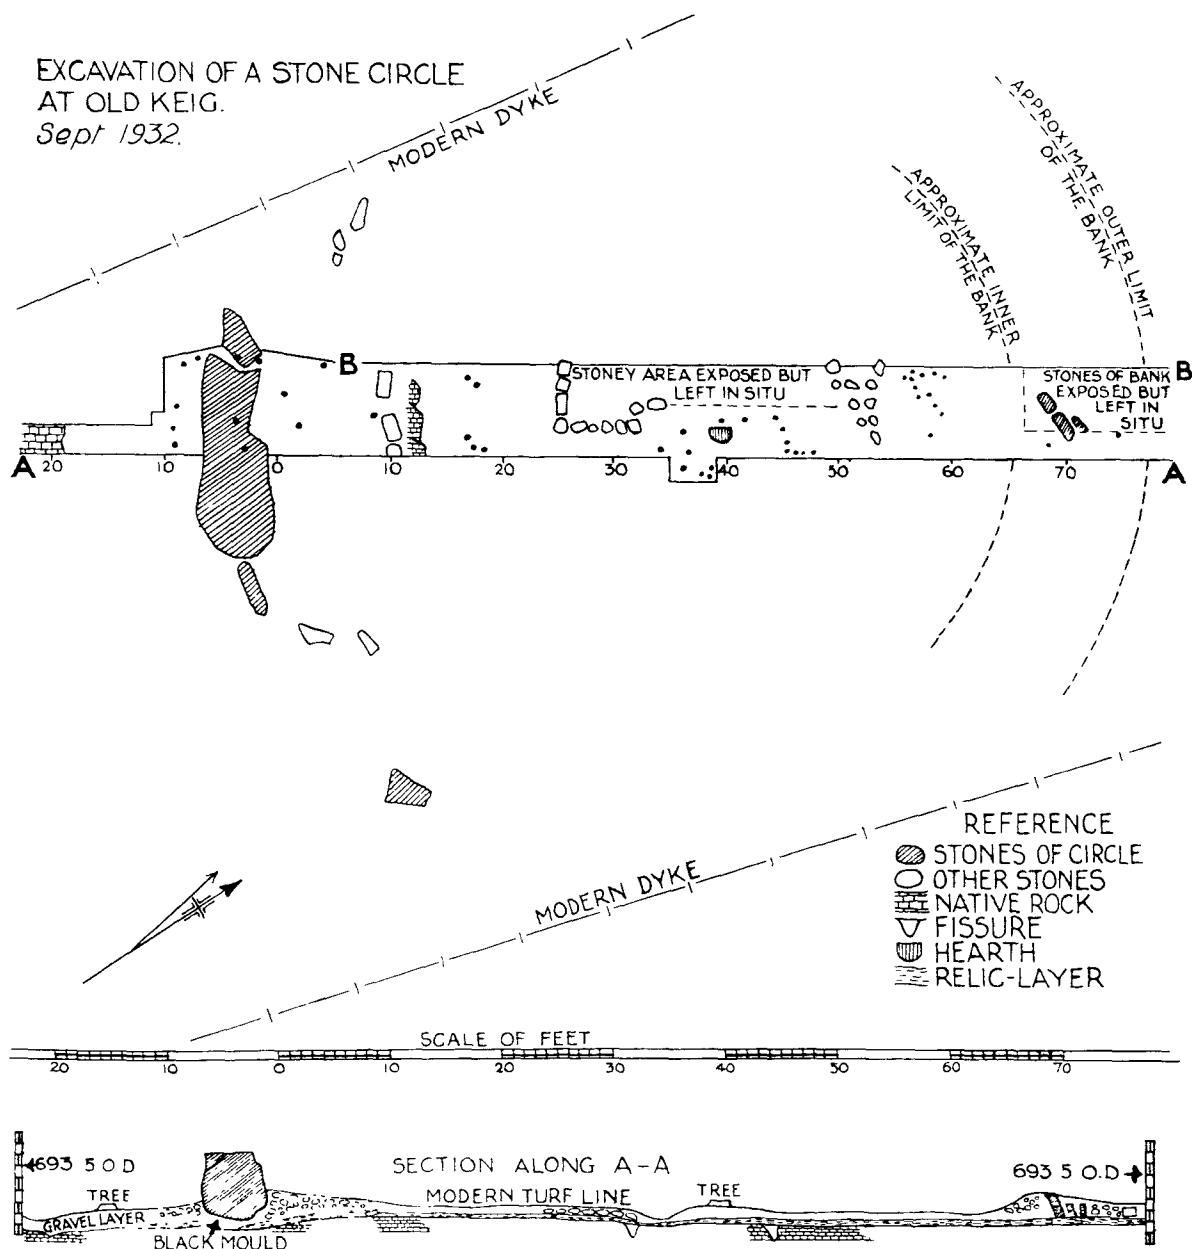 EXCAVATION OF A STONE CIRCLE
AT OLD KEIG.
Sept 1932.
MODERN DYKE
APPROXIMATE OUTER LIMIT
OF THE BANK
APPROXIMATE INNER
LIMIT OF THE BANK
B
STONEY AREA EXPOSED BUT
LEFT IN SITU
STONES OF BANK
EXPOSED BUT
LEFT IN
SITU
B
A 20 0 10 20 30 40 50 60 70 A
REFERENCE
STONES OF CIRCLE
OTHER STONES
NATIVE ROCK
FISSURE
HEARTH
RELIC-LAYER
MODERN DYKE
SCALE OF FEET
20 10 0 10 20 30 40 50 60 70
693 5 O D
SECTION ALONG A-A
693 5 O.D
TREE
MODERN TURF LINE
TREE
GRAVEL LAYER
BLACK MOULD